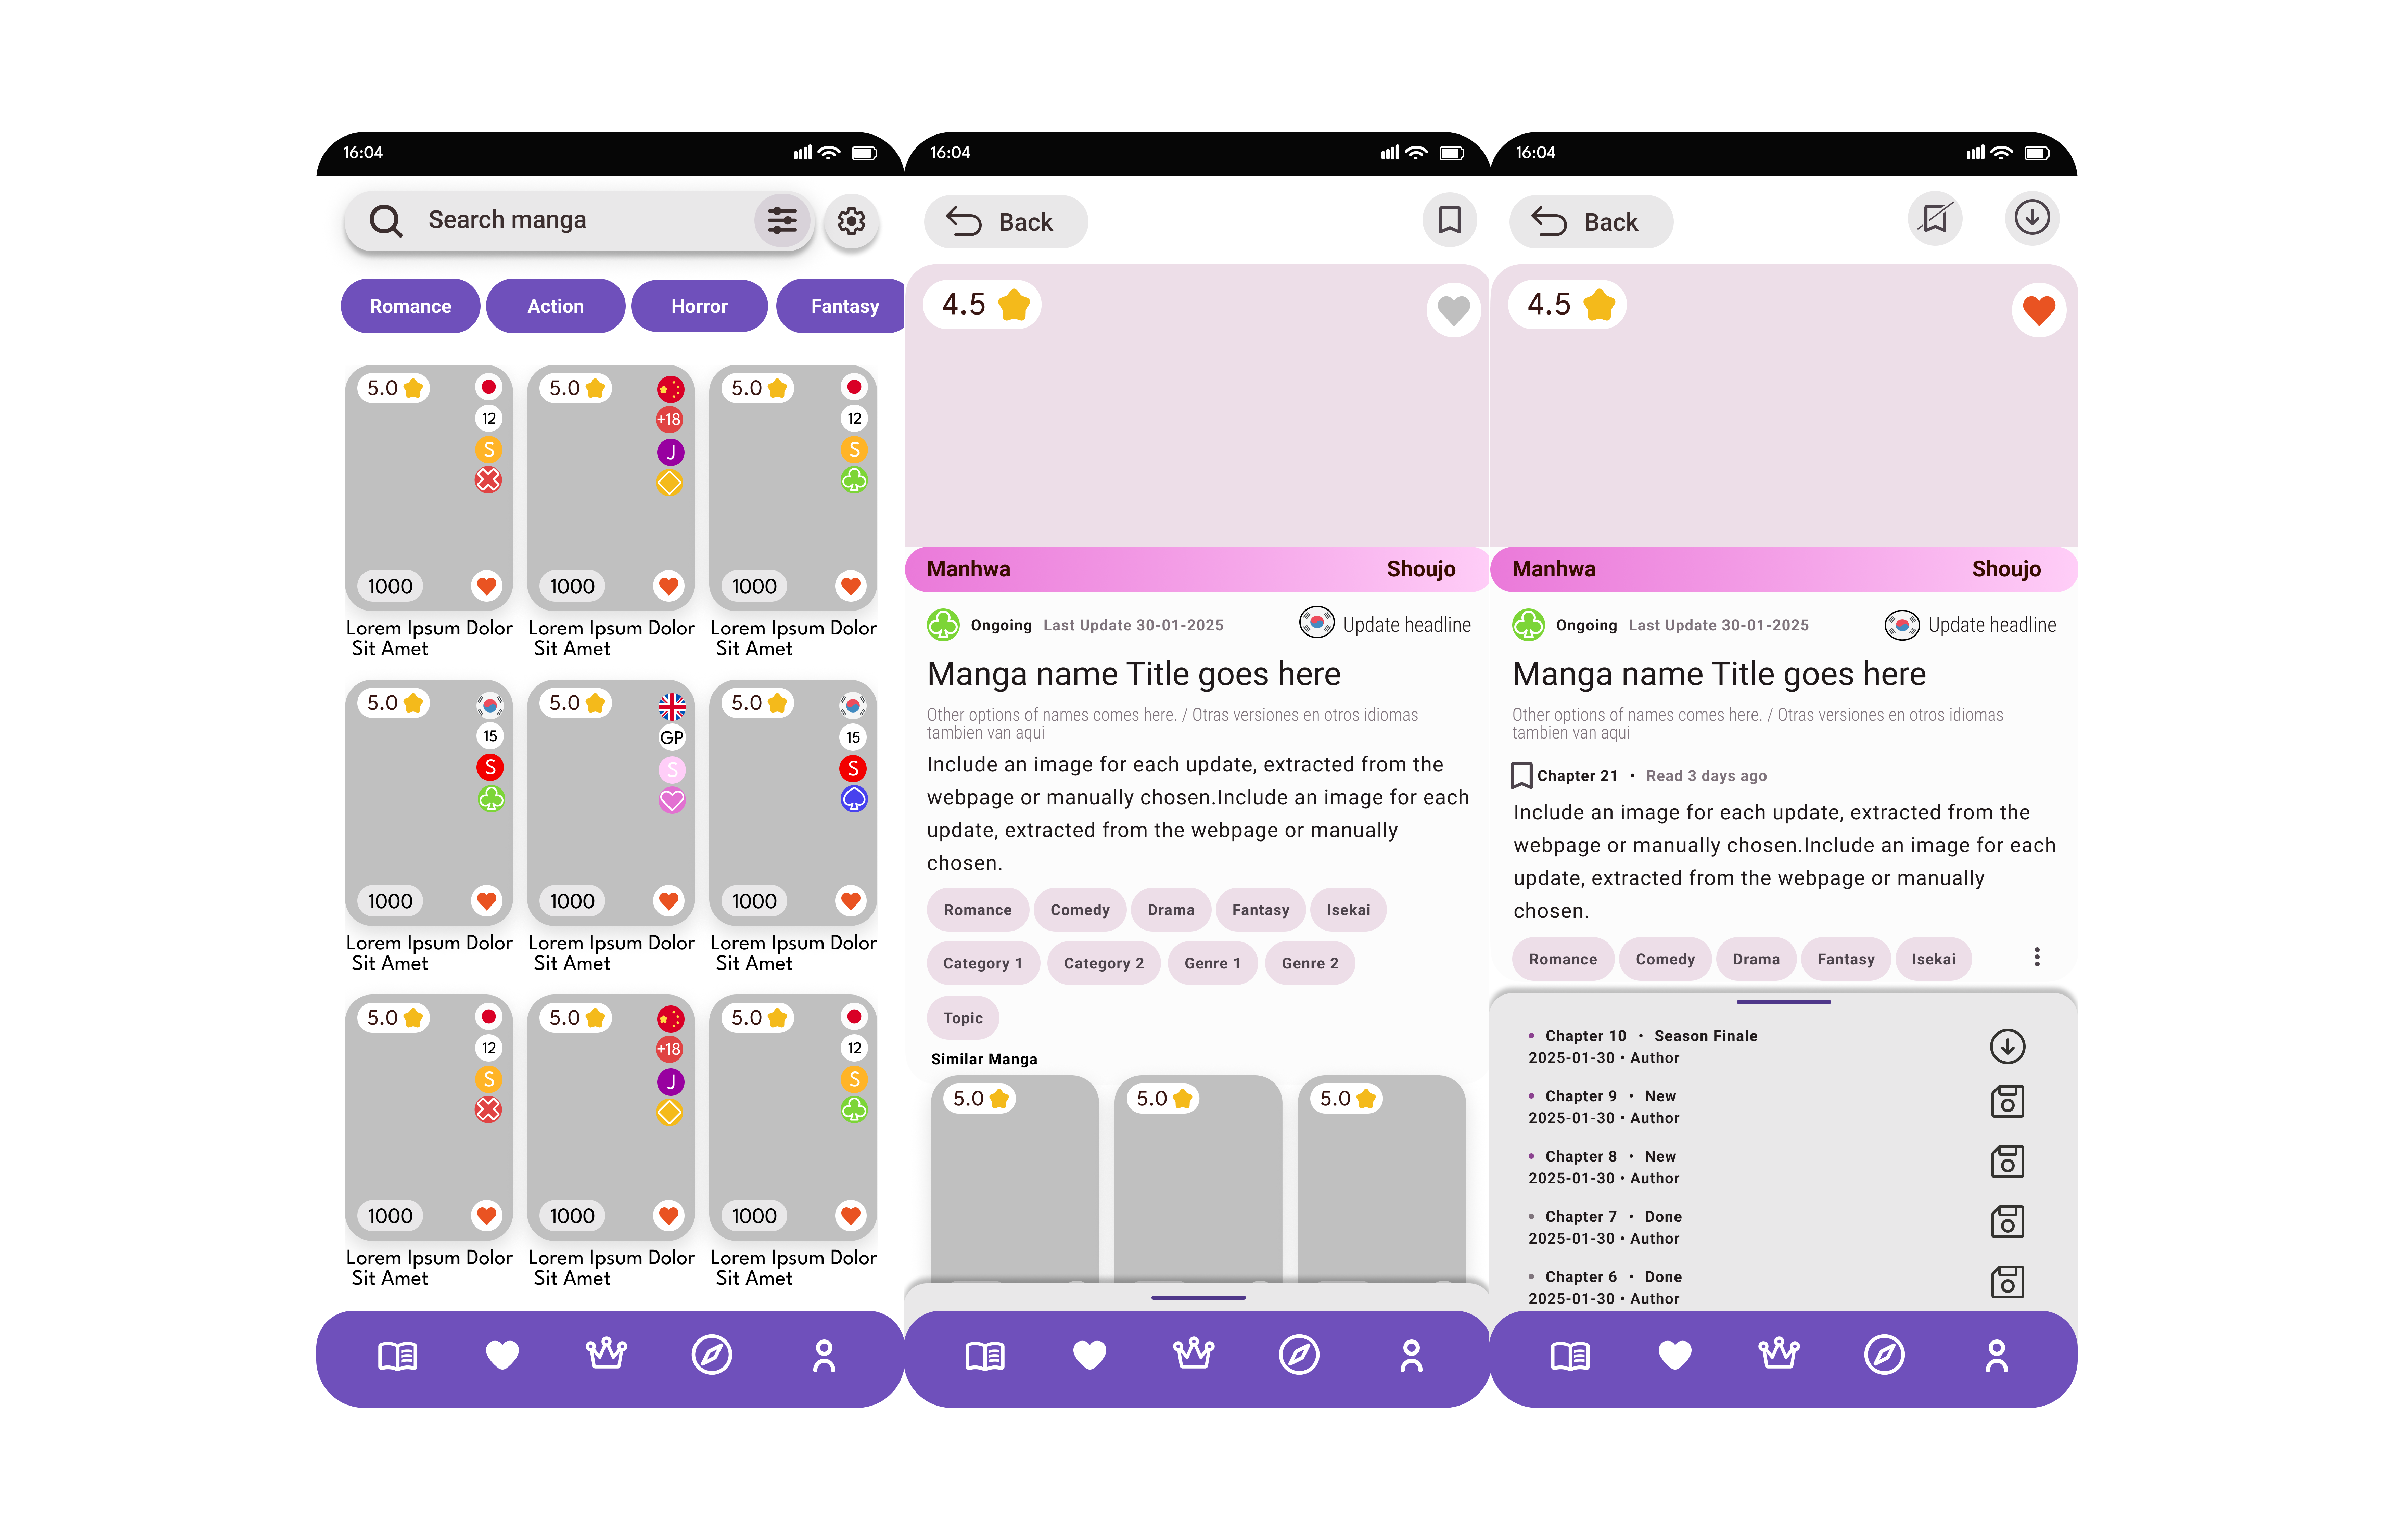 16:04
Search manga
Romance
Action
Horror
Fantasy
5.0
12
S
1000
Lorem Ipsum Dolor
Sit Amet
5.0
+18
J
1000
Lorem Ipsum Dolor
Sit Amet
5.0
12
S
1000
Lorem Ipsum Dolor
Sit Amet
5.0
15
S
1000
Lorem Ipsum Dolor
Sit Amet
5.0
GP
S
1000
Lorem Ipsum Dolor
Sit Amet
5.0
15
S
1000
Lorem Ipsum Dolor
Sit Amet
5.0
12
S
1000
Lorem Ipsum Dolor
Sit Amet
5.0
+18
J
1000
Lorem Ipsum Dolor
Sit Amet
5.0
12
S
1000
Lorem Ipsum Dolor
Sit Amet
16:04
Back
4.5
Manhwa
Shoujo
Ongoing Last Update 30-01-2025
Update headline
Manga name Title goes here
Other options of names comes here. / Otras versiones en otros idiomas
tambien van aqui
Include an image for each update, extracted from the
webpage or manually chosen.Include an image for each
update, extracted from the webpage or manually
chosen.
Romance
Comedy
Drama
Fantasy
Isekai
Category 1
Category 2
Genre 1
Genre 2
Topic
Similar Manga
5.0
5.0
5.0
16:04
Back
4.5
Manhwa
Shoujo
Ongoing Last Update 30-01-2025
Update headline
Manga name Title goes here
Other options of names comes here. / Otras versiones en otros idiomas
tambien van aqui
Chapter 21 • Read 3 days ago
Include an image for each update, extracted from the
webpage or manually chosen.Include an image for each
update, extracted from the webpage or manually
chosen.
Romance
Comedy
Drama
Fantasy
Isekai
• Chapter 10 • Season Finale
2025-01-30 • Author
• Chapter 9 • New
2025-01-30 • Author
• Chapter 8 • New
2025-01-30 • Author
• Chapter 7 • Done
2025-01-30 • Author
• Chapter 6 • Done
2025-01-30 • Author